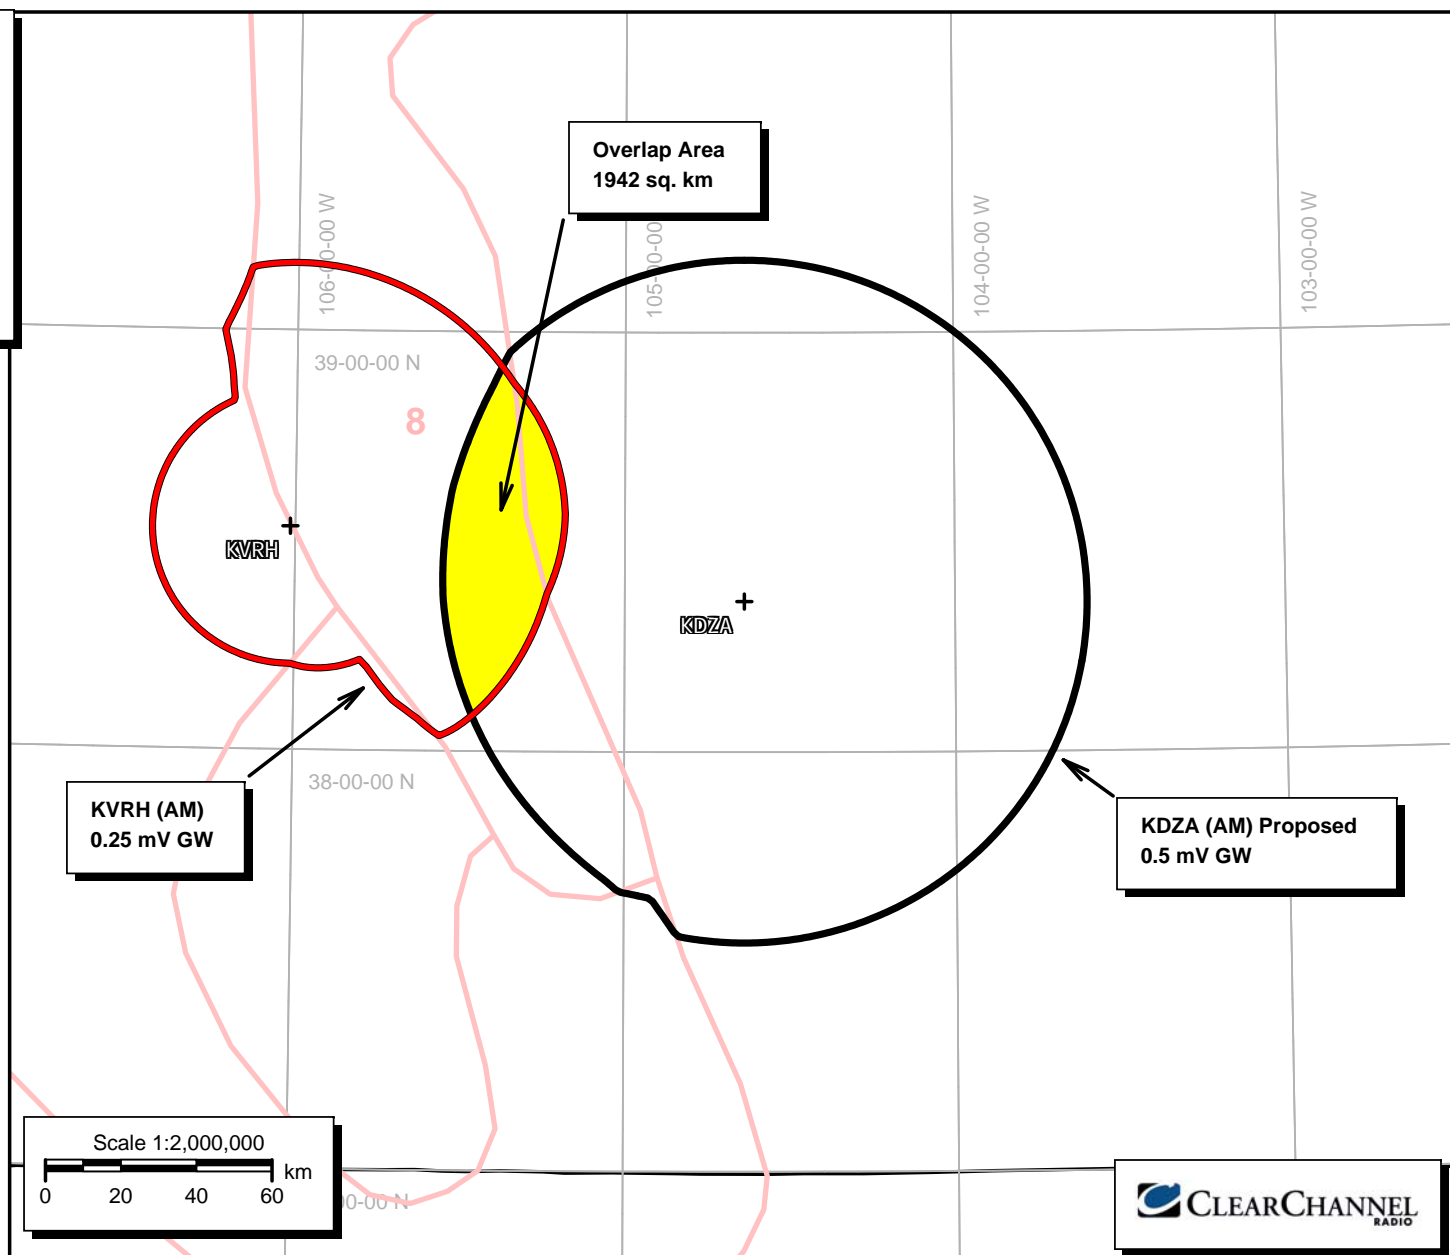 Overlap Area
1942 sq. km
106-00-00 W
105-00-00
104-00-00 W
103-00-00 W
39-00-00 N
8
KVRH
KDZA
38-00-00 N
KVRH (AM)
0.25 mV GW
KDZA (AM) Proposed
0.5 mV GW
Scale 1:2,000,000
km
0 20 40 60
00-00 N
CLEARCHANNEL
RADIO